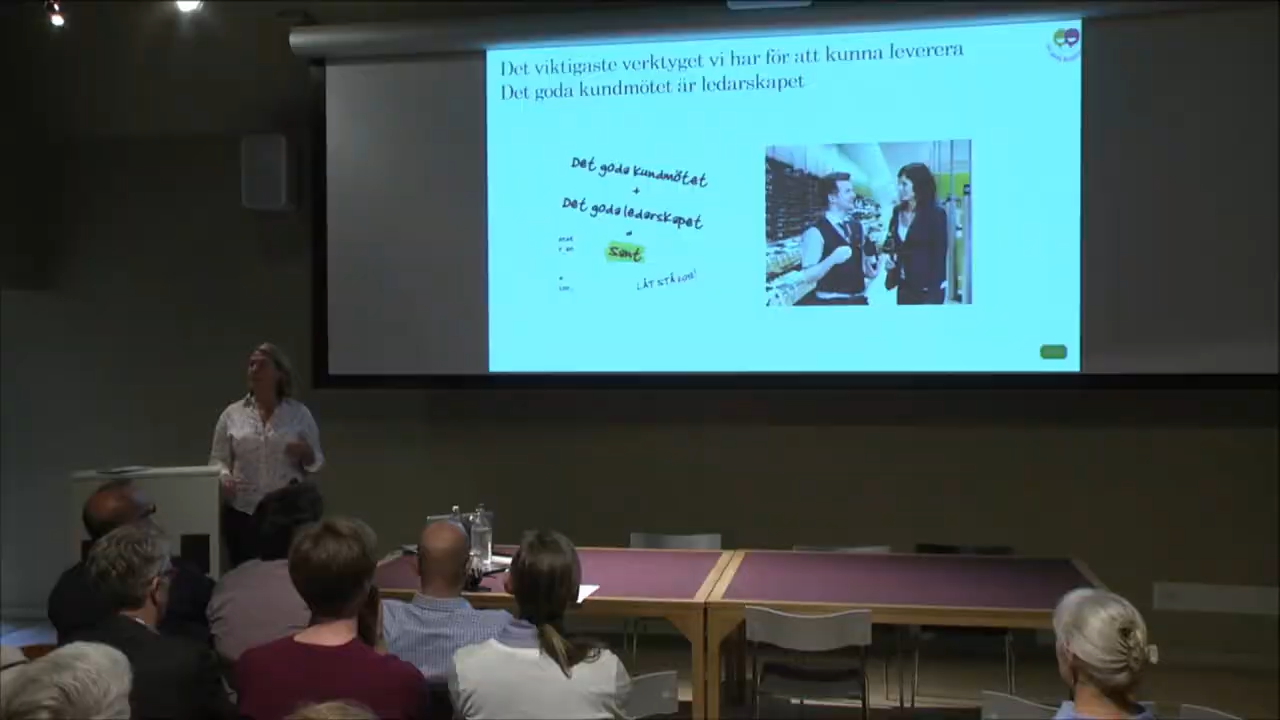 Det viktigaste verktyget vi har för att kunna leverera
Det goda kundmötet är ledarskapet
Det goda kundmötet
+
Det goda ledarskapet
=
Sant